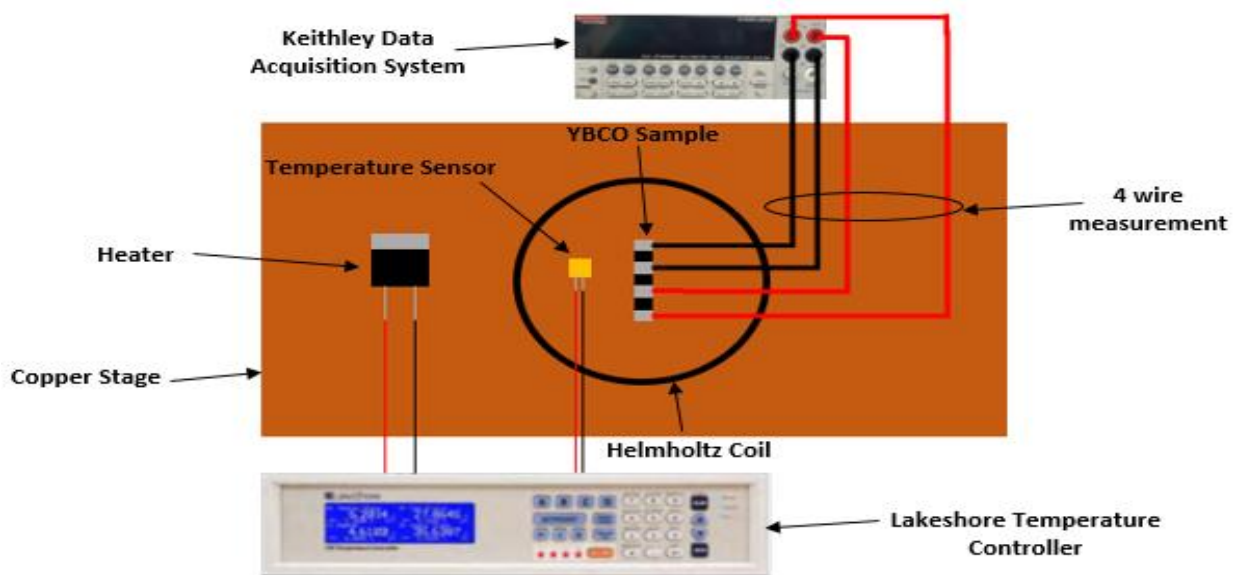 Keithley Data
Acquisition System
YBCO Sample
Temperature Sensor
4 wire
measurement
Heater
Copper Stage
Helmholtz Coil
Lakeshore Temperature
Controller